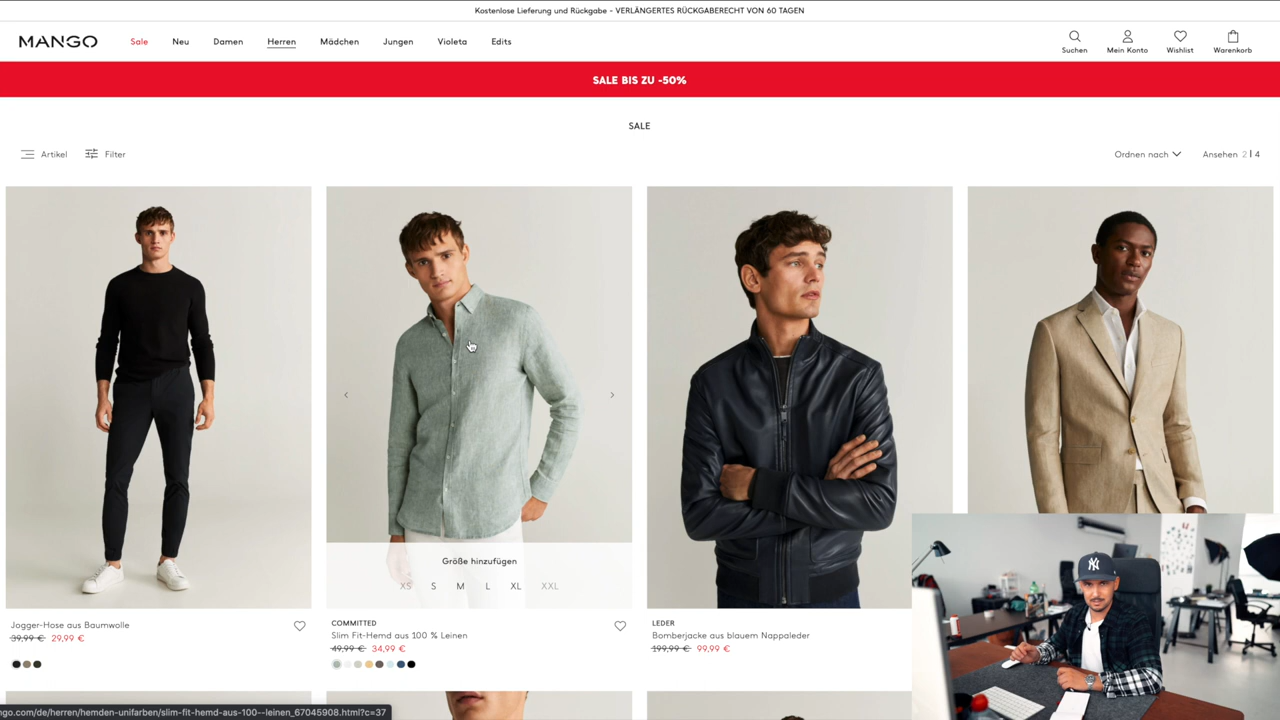 Kostenlose Lieferung und Rückgabe - VERLÄNGERTES RÜCKGABERECHT VON 60 TAGEN
MANGO
Sale
Neu
Damen
Herren
Mädchen
Jungen
Violeta
Edits
Suchen
Mein Konto
Wishlist
Warenkorb
SALE BIS ZU -50%
SALE
Artikel
Filter
Ordnen nach
Ansehen 2 | 4
Größe hinzufügen
XS S M L XL XXL
Jogger-Hose aus Baumwolle
39,99 € 29,99 €
COMMITTED
Slim Fit-Hemd aus 100 % Leinen
49,99 € 34,99 €
LEDER
Bomberjacke aus blauem Nappaleder
199,99 € 99,99 €
ngo.com/de/herren/hemden-unifarben/slim-fit-hemd-aus-100--leinen_67045908.html?c=37
NY